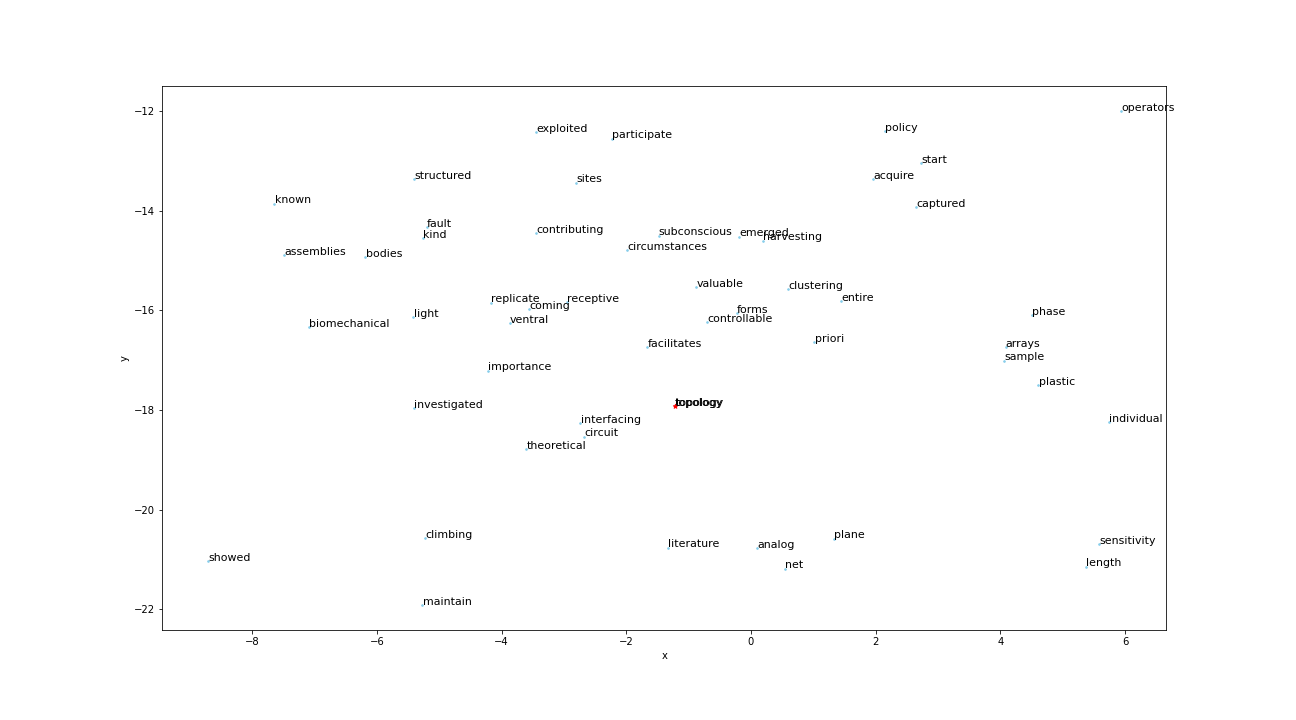 −12
−14
−16
−18
−20
−22
y
operators
exploited
policy
participate
start
structured
acquire
sites
known
captured
fault
contributing
subconscious
emerged
kind
harvesting
circumstances
assemblies
bodies
valuable
clustering
entire
replicate
receptive
coming
forms
phase
light
controllable
ventral
biomechanical
priori
facilitates
arrays
sample
importance
plastic
topology
investigated
individual
interfacing
circuit
theoretical
climbing
plane
sensitivity
literature
analog
showed
length
net
maintain
−8 −6 −4 −2 0 2 4 6
x